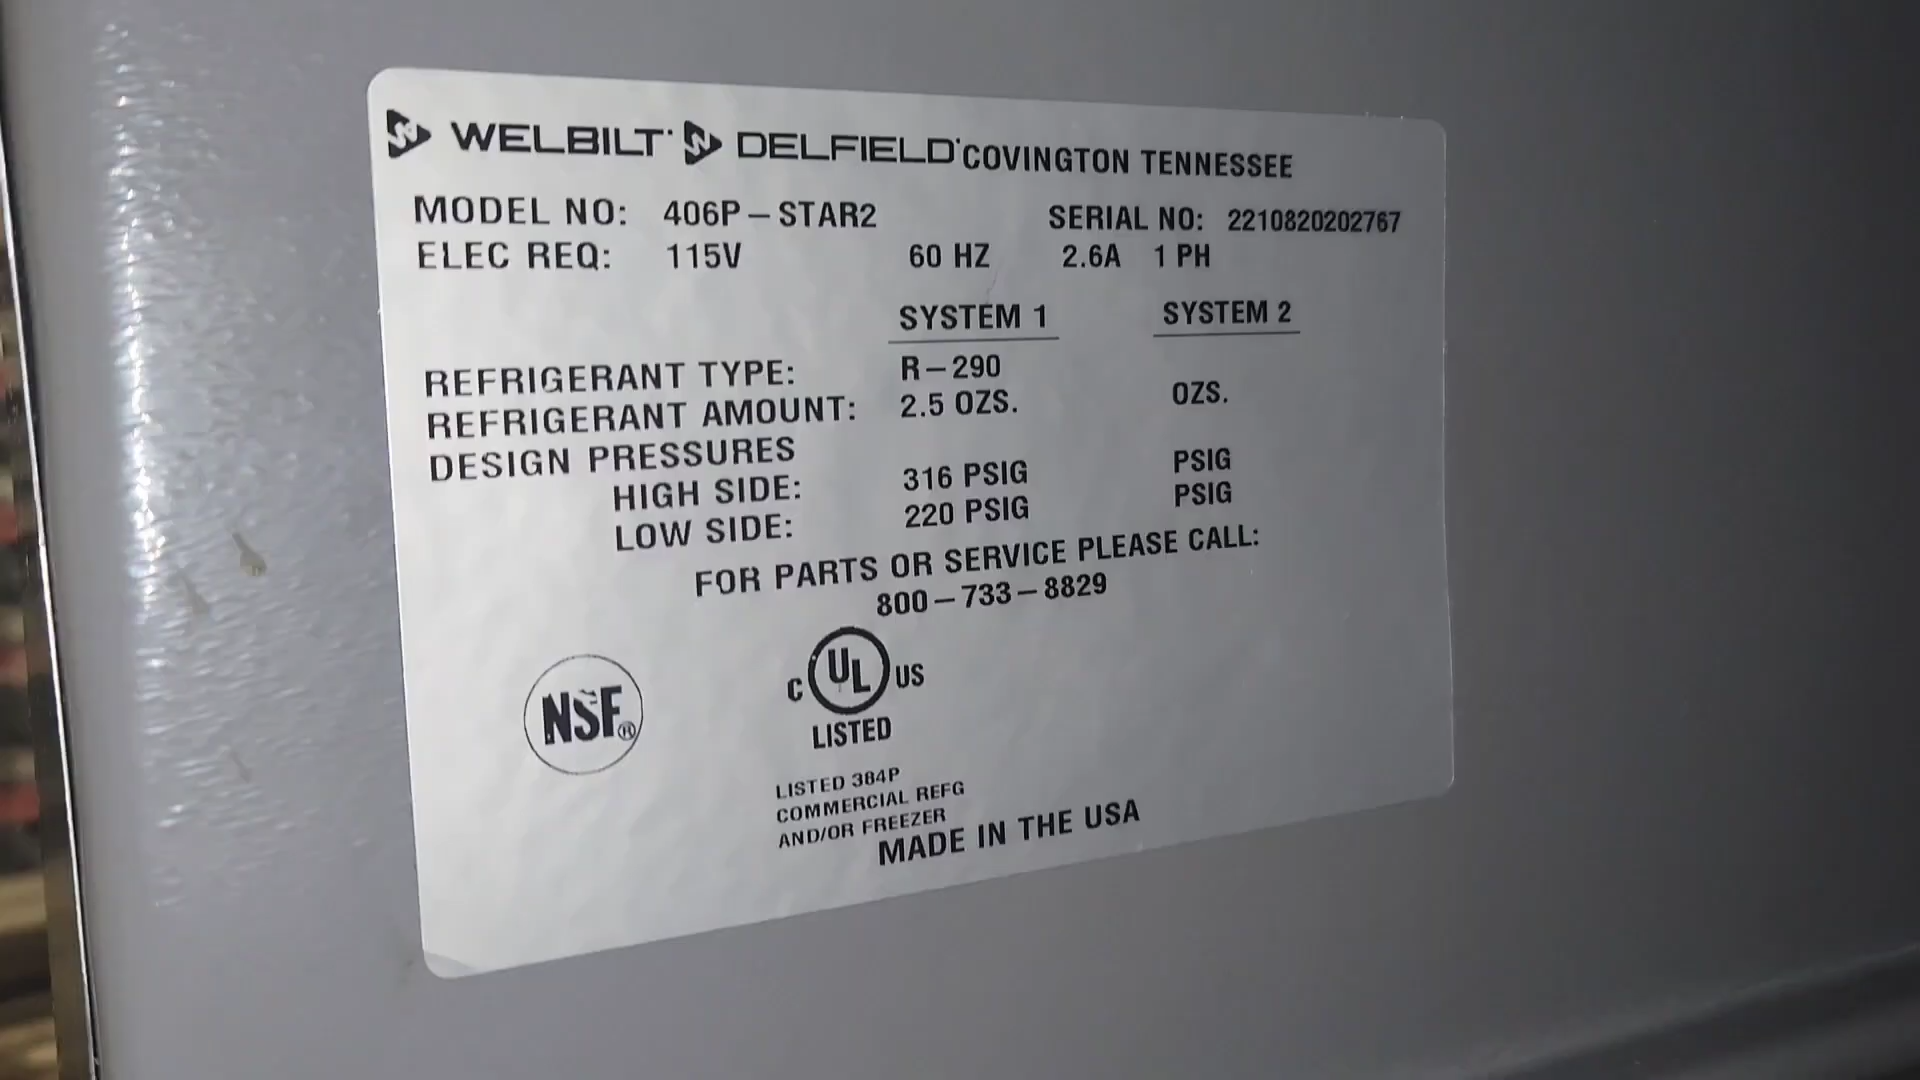 WELBILT DELFIELD COVINGTON TENNESSEE
MODEL NO: 406P-STAR2 SERIAL NO: 2210820202767
ELEC REQ: 115V 60 HZ 2.6A 1 PH
SYSTEM 1 SYSTEM 2
REFRIGERANT TYPE: R-290
REFRIGERANT AMOUNT: 2.5 OZS. OZS.
DESIGN PRESSURES
HIGH SIDE: 316 PSIG PSIG
LOW SIDE: 220 PSIG PSIG
FOR PARTS OR SERVICE PLEASE CALL:
800-733-8829
NSF®
C UL US
LISTED
LISTED 384P
COMMERCIAL REFG
AND/OR FREEZER
MADE IN THE USA